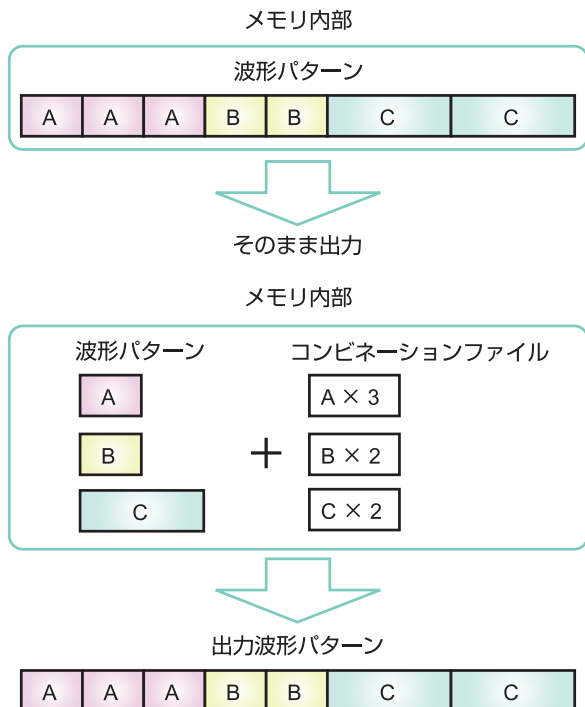 メモリ内部
波形パターン
A A A B B C C
そのまま出力
メモリ内部
波形パターン コンビネーションファイル
A A × 3
B + B × 2
C C × 2
出力波形パターン
A A A B B C C